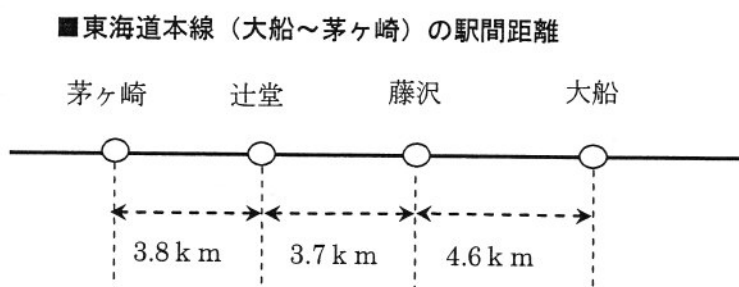 ■東海道本線（大船～茅ヶ崎）の駅間距離
茅ヶ崎 辻堂 藤沢 大船
3.8km 3.7km 4.6km